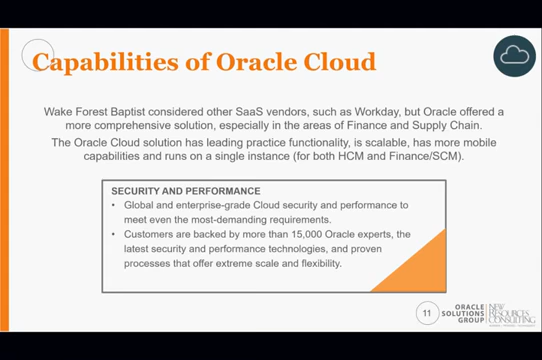 Capabilities of Oracle Cloud
Wake Forest Baptist considered other SaaS vendors, such as Workday, but Oracle offered a
more comprehensive solution, especially in the areas of Finance and Supply Chain.
The Oracle Cloud solution has leading practice functionality, is scalable, has more mobile
capabilities and runs on a single instance (for both HCM and Finance/SCM).
SECURITY AND PERFORMANCE
• Global and enterprise-grade Cloud security and performance to
meet even the most-demanding requirements.
• Customers are backed by more than 15,000 Oracle experts, the
latest security and performance technologies, and proven
processes that offer extreme scale and flexibility.
11
ORACLE
SOLUTIONS
GROUP
NEW
RESOURCES
CONSULTING